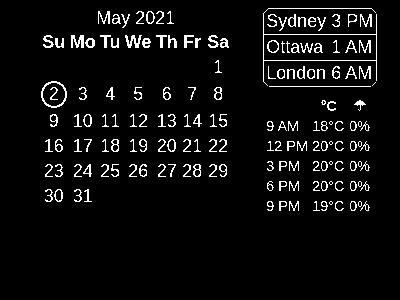 May 2021
Su Mo Tu We Th Fr Sa
1
2 3 4 5 6 7 8
9 10 11 12 13 14 15
16 17 18 19 20 21 22
23 24 25 26 27 28 29
30 31
Sydney 3 PM
Ottawa 1 AM
London 6 AM
°C ☂
9 AM 18°C 0%
12 PM 20°C 0%
3 PM 20°C 0%
6 PM 20°C 0%
9 PM 19°C 0%